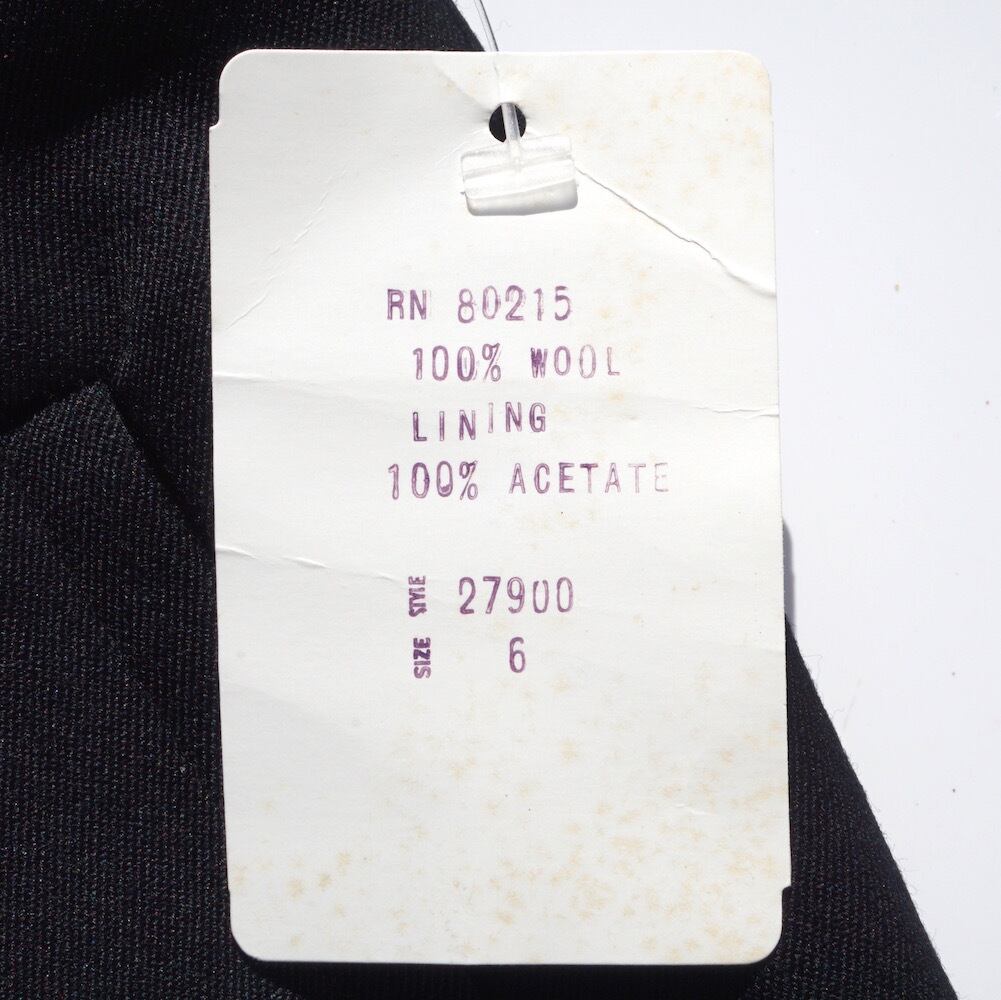 RN 80215
100% WOOL
LINING
100% ACETATE
STYLE 27900
SIZE 6